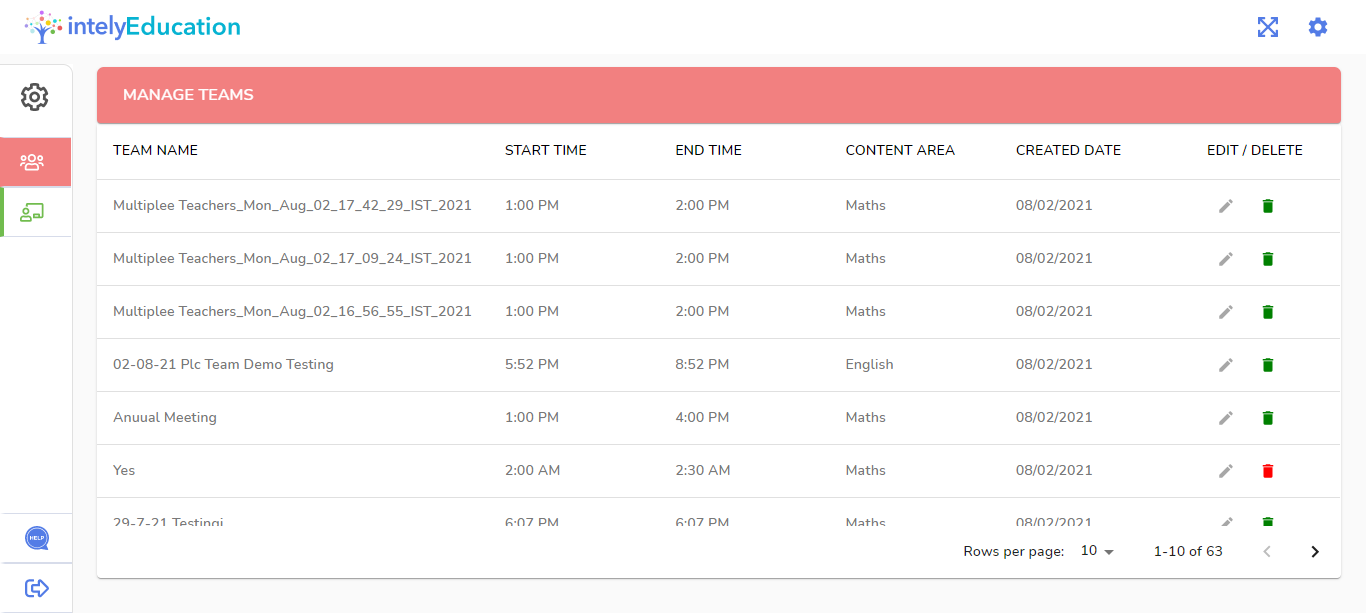 intelyEducation
MANAGE TEAMS
TEAM NAME START TIME END TIME CONTENT AREA CREATED DATE EDIT / DELETE
Multiplee Teachers_Mon_Aug_02_17_42_29_IST_2021 1:00 PM 2:00 PM Maths 08/02/2021
Multiplee Teachers_Mon_Aug_02_17_09_24_IST_2021 1:00 PM 2:00 PM Maths 08/02/2021
Multiplee Teachers_Mon_Aug_02_16_56_55_IST_2021 1:00 PM 2:00 PM Maths 08/02/2021
02-08-21 Plc Team Demo Testing 5:52 PM 8:52 PM English 08/02/2021
Anuual Meeting 1:00 PM 4:00 PM Maths 08/02/2021
Yes 2:00 AM 2:30 AM Maths 08/02/2021
29-7-21 Testingi 6:07 PM 6:07 PM Maths 08/02/2021
HELP
Rows per page: 10 1-10 of 63